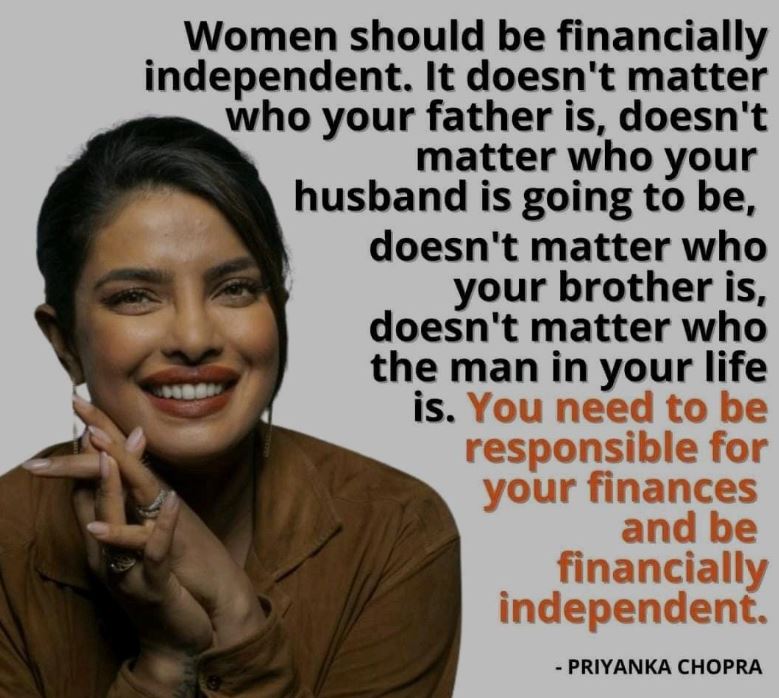 Women should be financially
independent. It doesn't matter
who your father is, doesn't
matter who your
husband is going to be,
doesn't matter who
your brother is,
doesn't matter who
the man in your life
is. You need to be
responsible for
your finances
and be
financially
independent.
- PRIYANKA CHOPRA